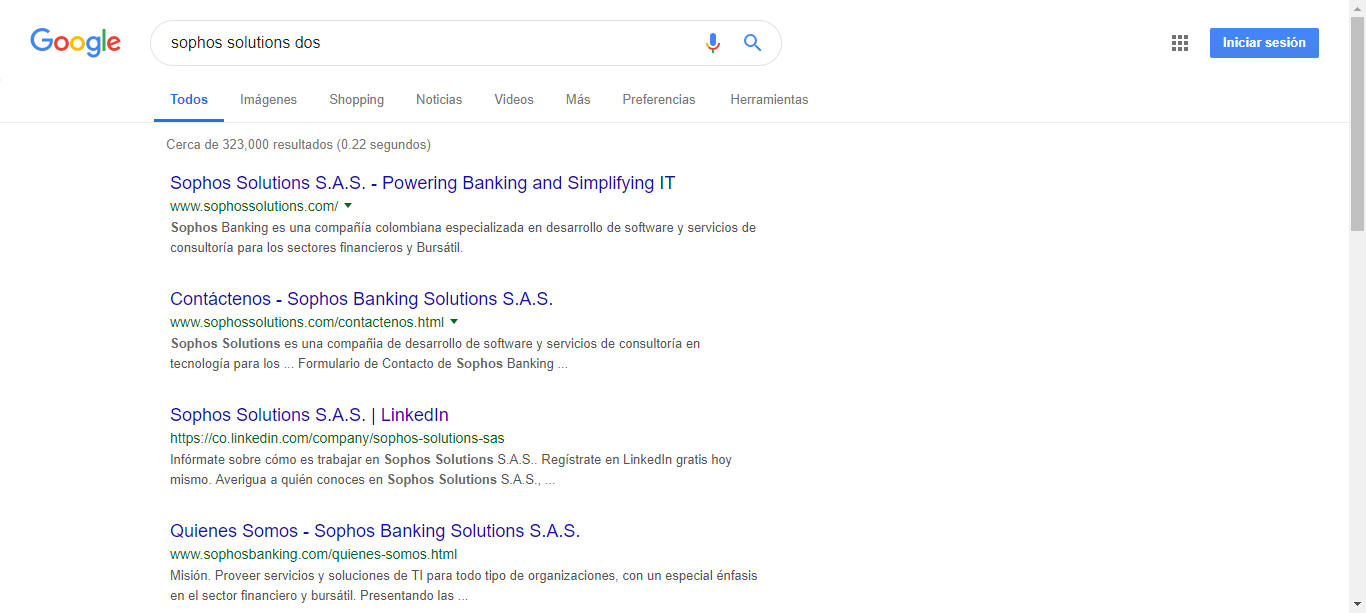 Google
sophos solutions dos
Iniciar sesión
Todos Imágenes Shopping Noticias Videos Más Preferencias Herramientas
Cerca de 323,000 resultados (0.22 segundos)
Sophos Solutions S.A.S. - Powering Banking and Simplifying IT
www.sophossolutions.com/
Sophos Banking es una compañía colombiana especializada en desarrollo de software y servicios de
consultoría para los sectores financieros y Bursátil.
Contáctenos - Sophos Banking Solutions S.A.S.
www.sophossolutions.com/contactenos.html
Sophos Solutions es una compañia de desarrollo de software y servicios de consultoría en
tecnología para los ... Formulario de Contacto de Sophos Banking ...
Sophos Solutions S.A.S. | LinkedIn
https://co.linkedin.com/company/sophos-solutions-sas
Infórmate sobre cómo es trabajar en Sophos Solutions S.A.S.. Regístrate en LinkedIn gratis hoy
mismo. Averigua a quién conoces en Sophos Solutions S.A.S., ...
Quienes Somos - Sophos Banking Solutions S.A.S.
www.sophosbanking.com/quienes-somos.html
Misión. Proveer servicios y soluciones de TI para todo tipo de organizaciones, con un especial énfasis
en el sector financiero y bursátil. Presentando las ...